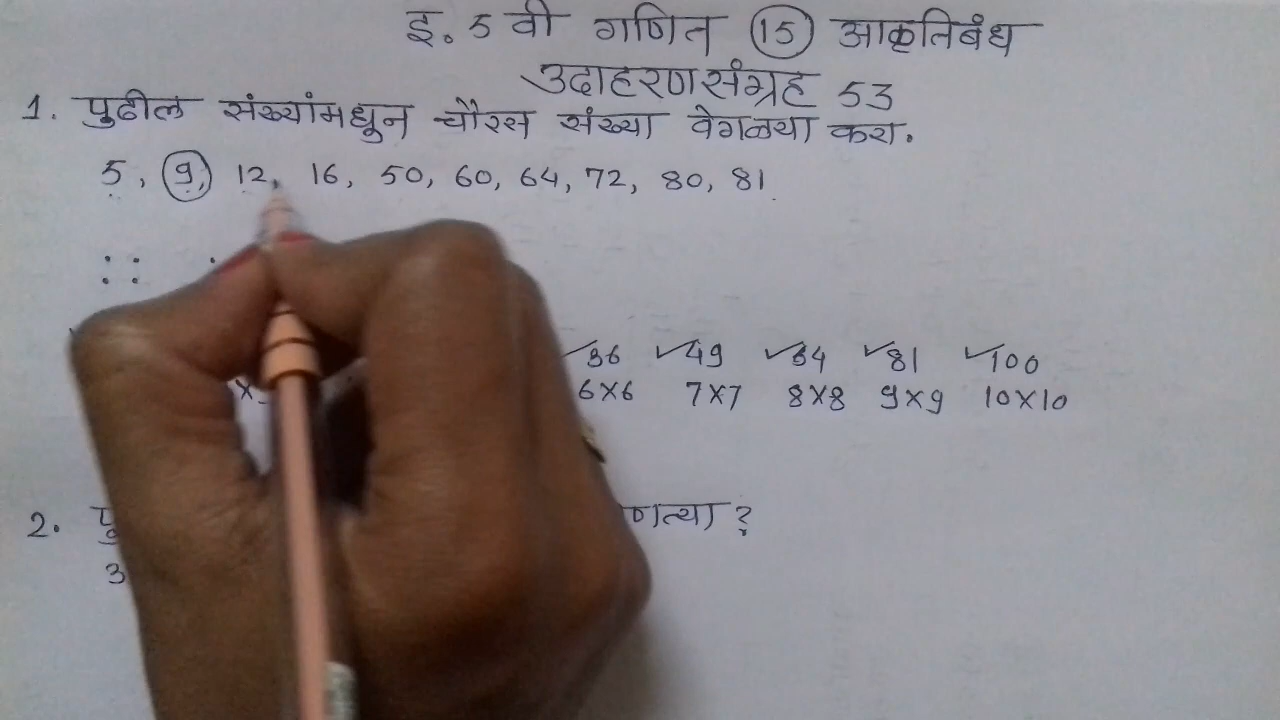 इ. 5 वी गणित 15 आकृतिबंध
उदाहरणसंग्रह 53
1. पुढील संख्यांमधून चौरस संख्या वेगळ्या करा.
5, 9, 12, 16, 50, 60, 64, 72, 80, 81
✓36 ✓49 ✓64 ✓81 ✓100
6×6 7×7 8×8 9×9 10×10
2.
3